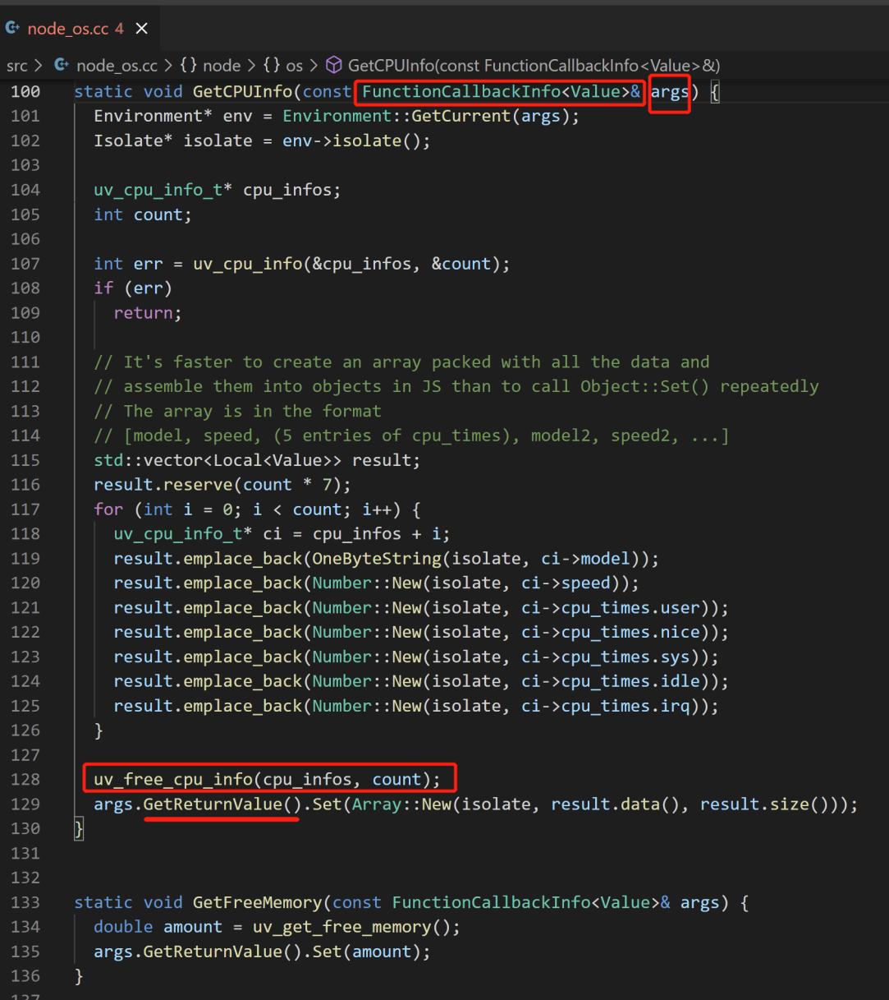 node_os.cc 4
src > node_os.cc > {} node > {} os > GetCPUInfo(const FunctionCallbackInfo<Value>&)
100 static void GetCPUInfo(const FunctionCallbackInfo<Value>& args) {
101 Environment* env = Environment::GetCurrent(args);
102 Isolate* isolate = env->isolate();
103
104 uv_cpu_info_t* cpu_infos;
105 int count;
106
107 int err = uv_cpu_info(&cpu_infos, &count);
108 if (err)
109 return;
110
111 // It's faster to create an array packed with all the data and
112 // assemble them into objects in JS than to call Object::Set() repeatedly
113 // The array is in the format
114 // [model, speed, (5 entries of cpu_times), model2, speed2, ...]
115 std::vector<Local<Value>> result;
116 result.reserve(count * 7);
117 for (int i = 0; i < count; i++) {
118 uv_cpu_info_t* ci = cpu_infos + i;
119 result.emplace_back(OneByteString(isolate, ci->model));
120 result.emplace_back(Number::New(isolate, ci->speed));
121 result.emplace_back(Number::New(isolate, ci->cpu_times.user));
122 result.emplace_back(Number::New(isolate, ci->cpu_times.nice));
123 result.emplace_back(Number::New(isolate, ci->cpu_times.sys));
124 result.emplace_back(Number::New(isolate, ci->cpu_times.idle));
125 result.emplace_back(Number::New(isolate, ci->cpu_times.irq));
126 }
127
128 uv_free_cpu_info(cpu_infos, count);
129 args.GetReturnValue().Set(Array::New(isolate, result.data(), result.size()));
130 }
131
132
133 static void GetFreeMemory(const FunctionCallbackInfo<Value>& args) {
134 double amount = uv_get_free_memory();
135 args.GetReturnValue().Set(amount);
136 }
137